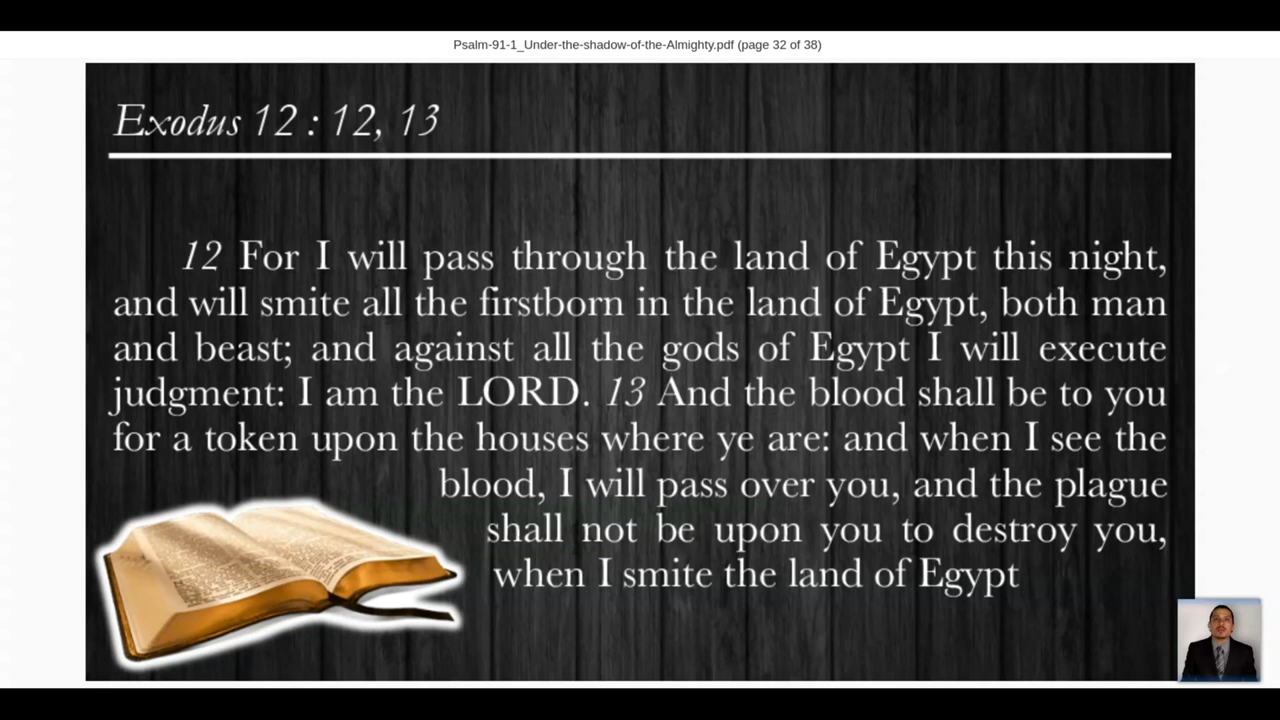 Psalm-91-1_Under-the-shadow-of-the-Almighty.pdf (page 32 of 38)
Exodus 12 : 12, 13
12 For I will pass through the land of Egypt this night,
and will smite all the firstborn in the land of Egypt, both man
and beast; and against all the gods of Egypt I will execute
judgment: I am the LORD. 13 And the blood shall be to you
for a token upon the houses where ye are: and when I see the
blood, I will pass over you, and the plague
shall not be upon you to destroy you,
when I smite the land of Egypt